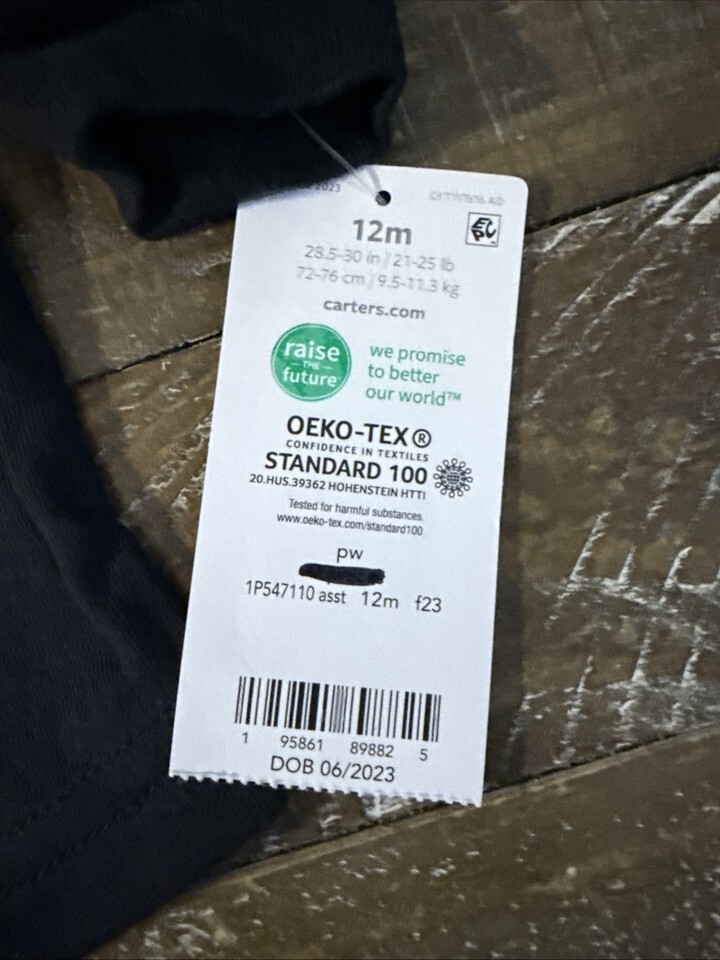 2023
12m
28.5-30 in / 21-25 lb
72-76 cm / 9.5-11.3 kg
carters.com
raise
THE
future
we promise
to better
our world™
OEKO-TEX®
CONFIDENCE IN TEXTILES
STANDARD 100
20.HUS.39362 HOHENSTEIN HTTI
Tested for harmful substances.
www.oeko-tex.com/standard100
pw
1P547110 asst 12m f23
1 95861 89882 5
DOB 06/2023